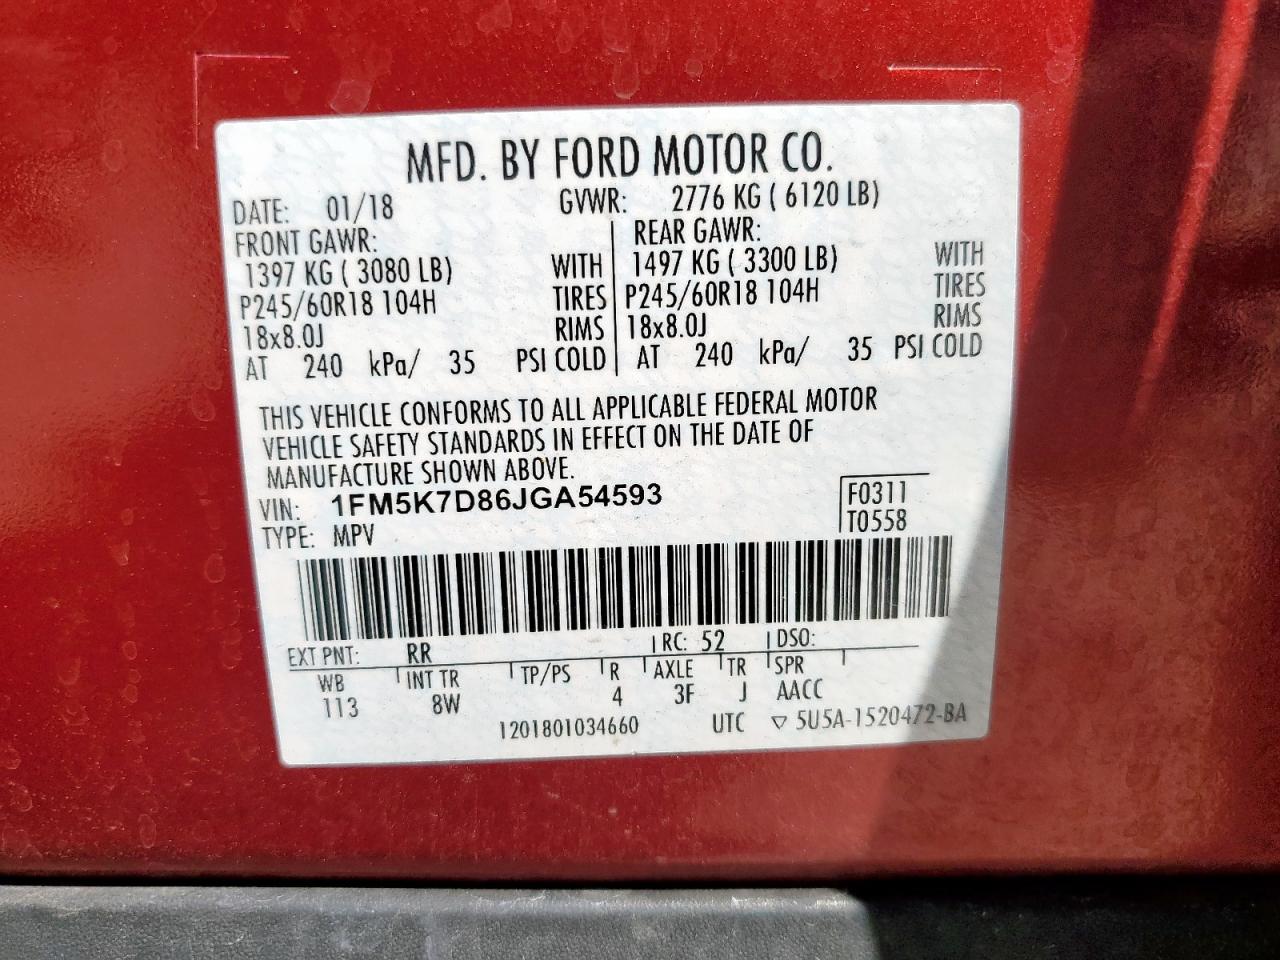 MFD. BY FORD MOTOR CO.
DATE: 01/18 GVWR: 2776 KG ( 6120 LB)
FRONT GAWR: REAR GAWR:
1397 KG ( 3080 LB) WITH 1497 KG ( 3300 LB) WITH
P245/60R18 104H TIRES P245/60R18 104H TIRES
18x8.0J RIMS 18x8.0J RIMS
AT 240 kPa/ 35 PSI COLD AT 240 kPa/ 35 PSI COLD
THIS VEHICLE CONFORMS TO ALL APPLICABLE FEDERAL MOTOR
VEHICLE SAFETY STANDARDS IN EFFECT ON THE DATE OF
MANUFACTURE SHOWN ABOVE.
VIN: 1FM5K7D86JGA54593 F0311
TYPE: MPV T0558
EXT PNT: RR RC: 52 DSO:
WB INT TR TP/PS R AXLE TR SPR
113 8W 4 3F J AACC
1201801034660 UTC ▽ 5U5A-1520472-BA